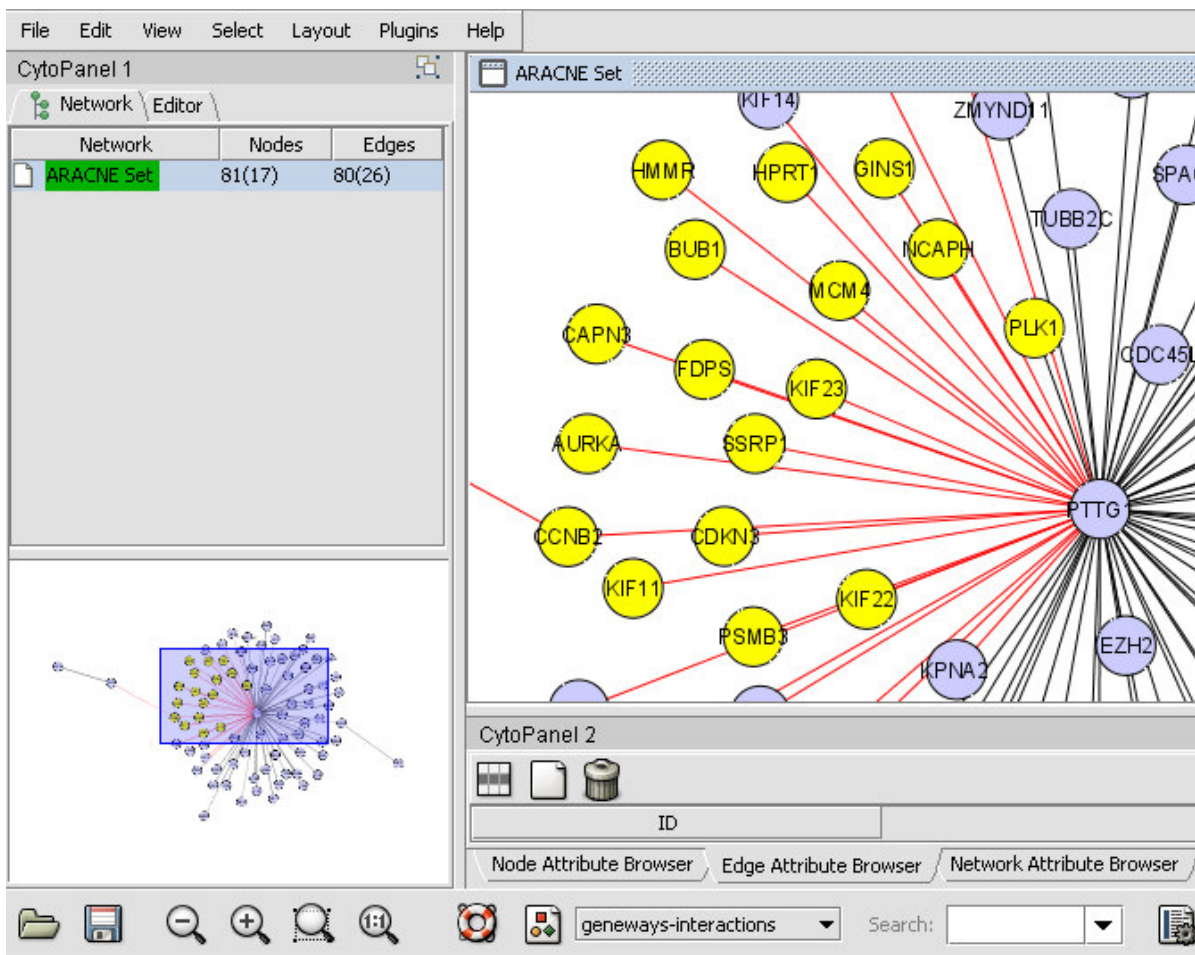 File Edit View Select Layout Plugins Help
CytoPanel 1
Network Editor
Network Nodes Edges
ARACNE Set 81(17) 80(26)
ARACNE Set
KIF14 ZMYND11
HMMR HPRT1 GINS1 SPA
TUBB2C
BUB1 NCAPH
MCM4
CAPN3 PLK1
FDPS CDC45L
KIF23
AURKA SSRP1
PTTG1
CCNB2 CDKN3
KIF11 KIF22
PSMB3 EZH2
KPNA2
CytoPanel 2
ID
Node Attribute Browser Edge Attribute Browser Network Attribute Browser
1:1 geneways-interactions Search: